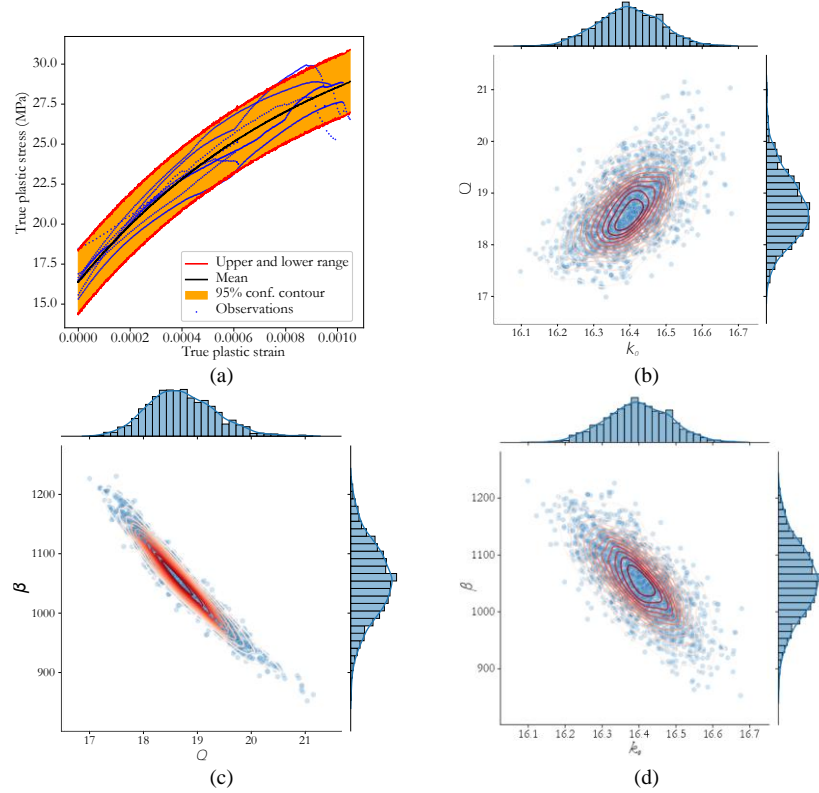 True plastic stress (MPa)
30.0
27.5
25.0
22.5
20.0
17.5
15.0
Upper and lower range
Mean
95% conf. contour
Observations
0.0000 0.0002 0.0004 0.0006 0.0008 0.0010
True plastic strain
(a)
Q
21
20
19
18
17
16.1 16.2 16.3 16.4 16.5 16.6 16.7
k₀
(b)
β
1200
1100
1000
900
17 18 19 20 21
Q
(c)
β
1200
1100
1000
900
16.1 16.2 16.3 16.4 16.5 16.6 16.7
k₀
(d)